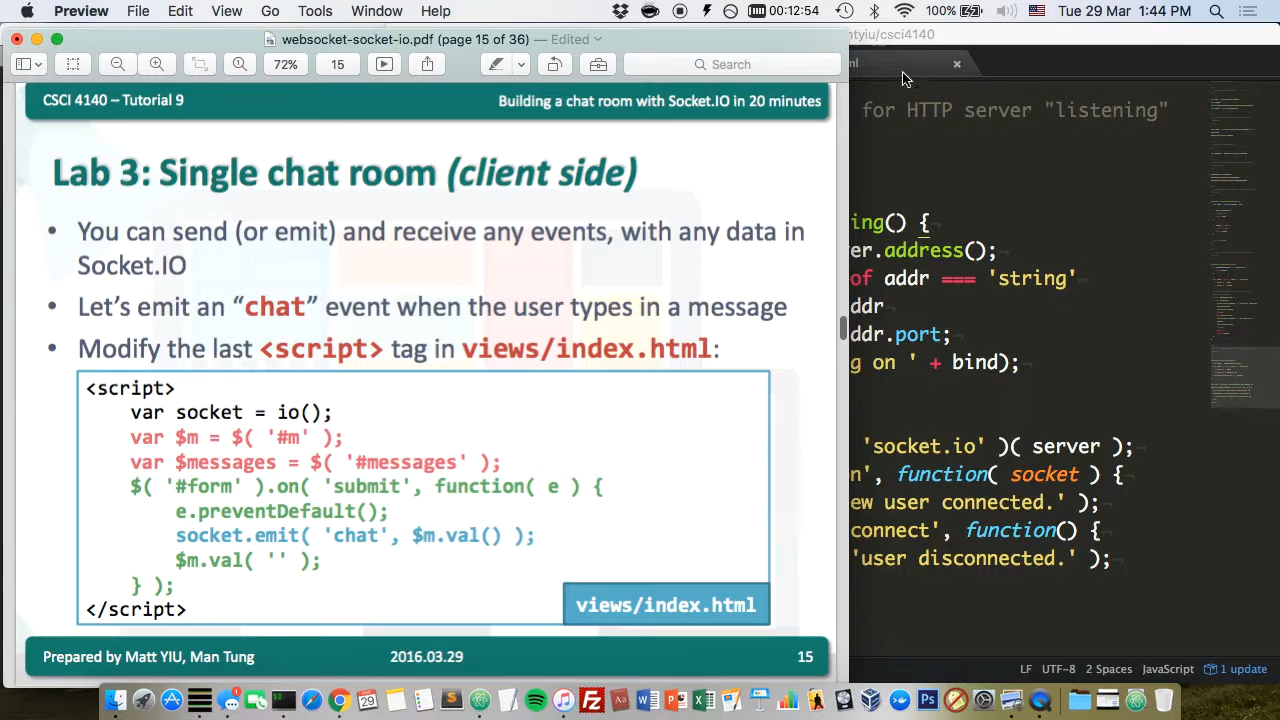 Preview File Edit View Go Tools Window Help 00:12:54 100% Tue 29 Mar 1:44 PM
websocket-socket-io.pdf (page 15 of 36) — Edited
ntyiu/csci4140
72% 15 Search
ml
CSCI 4140 – Tutorial 9 Building a chat room with Socket.IO in 20 minutes
Lab 3: Single chat room (client side)
• You can send (or emit) and receive any events, with any data in
Socket.IO
• Let's emit an “chat” event when the user types in a message
• Modify the last <script> tag in views/index.html:
<script>
var socket = io();
var $m = $( '#m' );
var $messages = $( '#messages' );
$( '#form' ).on( 'submit', function( e ) {
e.preventDefault();
socket.emit( 'chat', $m.val() );
$m.val( '' );
} );
</script>
views/index.html
Prepared by Matt YIU, Man Tung 2016.03.29 15
for HTTP server "listening"
ing() {
er.address();
of addr === 'string'
ddr
ddr.port;
g on ' + bind);
'socket.io' )( server );
n', function( socket ) {
ew user connected.' );
connect', function() {
'user disconnected.' );
LF UTF-8 2 Spaces JavaScript 1 update